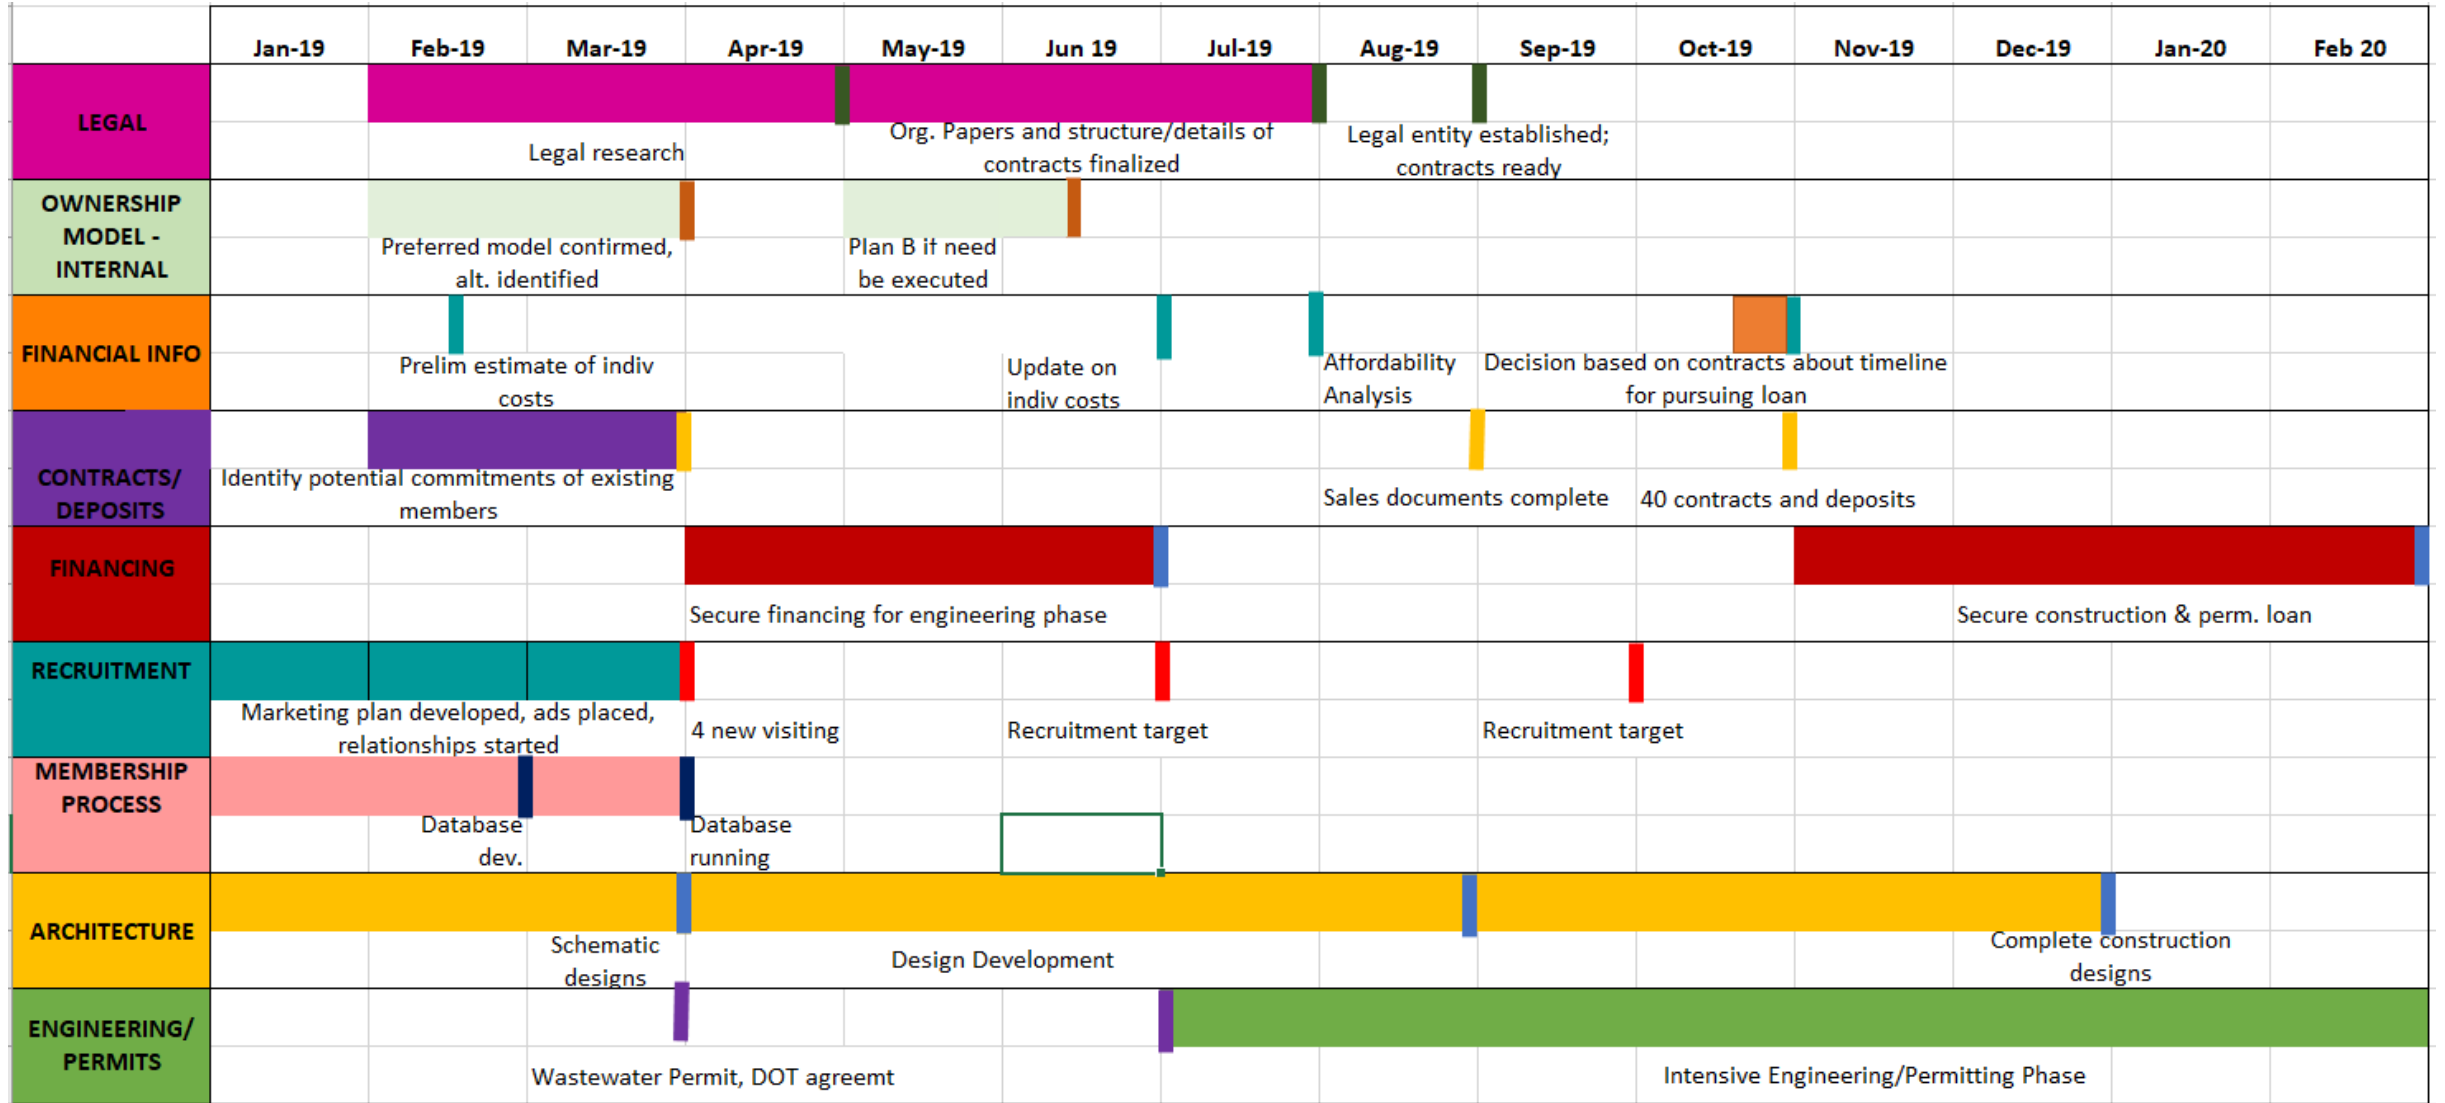 Jan-19 Feb-19 Mar-19 Apr-19 May-19 Jun 19 Jul-19 Aug-19 Sep-19 Oct-19 Nov-19 Dec-19 Jan-20 Feb 20
LEGAL
Legal research
Org. Papers and structure/details of
contracts finalized
Legal entity established;
contracts ready
OWNERSHIP
MODEL -
INTERNAL
Preferred model confirmed,
alt. identified
Plan B if need
be executed
FINANCIAL INFO
Prelim estimate of indiv
costs
Update on
indiv costs
Affordability
Analysis
Decision based on contracts about timeline
for pursuing loan
CONTRACTS/
DEPOSITS
Identify potential commitments of existing
members
Sales documents complete
40 contracts and deposits
FINANCING
Secure financing for engineering phase
Secure construction & perm. loan
RECRUITMENT
Marketing plan developed, ads placed,
relationships started
4 new visiting
Recruitment target
Recruitment target
MEMBERSHIP
PROCESS
Database
dev.
Database
running
ARCHITECTURE
Schematic
designs
Design Development
Complete construction
designs
ENGINEERING/
PERMITS
Wastewater Permit, DOT agreemt
Intensive Engineering/Permitting Phase